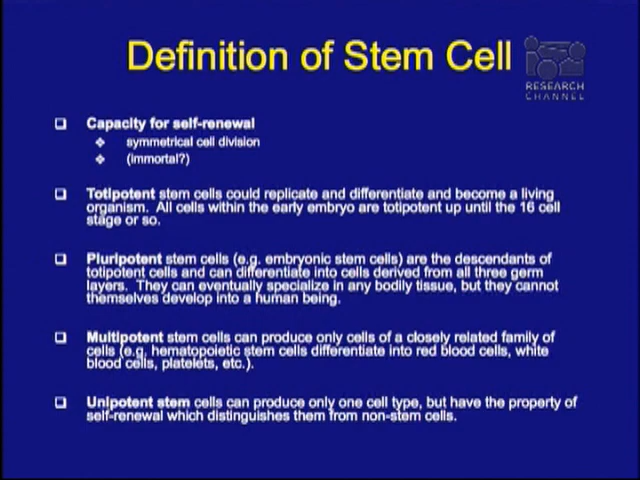 Definition of Stem Cell
RESEARCH
CHANNEL
Capacity for self-renewal
symmetrical cell division
(immortal?)
Totipotent stem cells could replicate and differentiate and become a living
organism. All cells within the early embryo are totipotent up until the 16 cell
stage or so.
Pluripotent stem cells (e.g. embryonic stem cells) are the descendants of
totipotent cells and can differentiate into cells derived from all three germ
layers. They can eventually specialize in any bodily tissue, but they cannot
themselves develop into a human being.
Multipotent stem cells can produce only cells of a closely related family of
cells (e.g. hematopoietic stem cells differentiate into red blood cells, white
blood cells, platelets, etc.).
Unipotent stem cells can produce only one cell type, but have the property of
self-renewal which distinguishes them from non-stem cells.